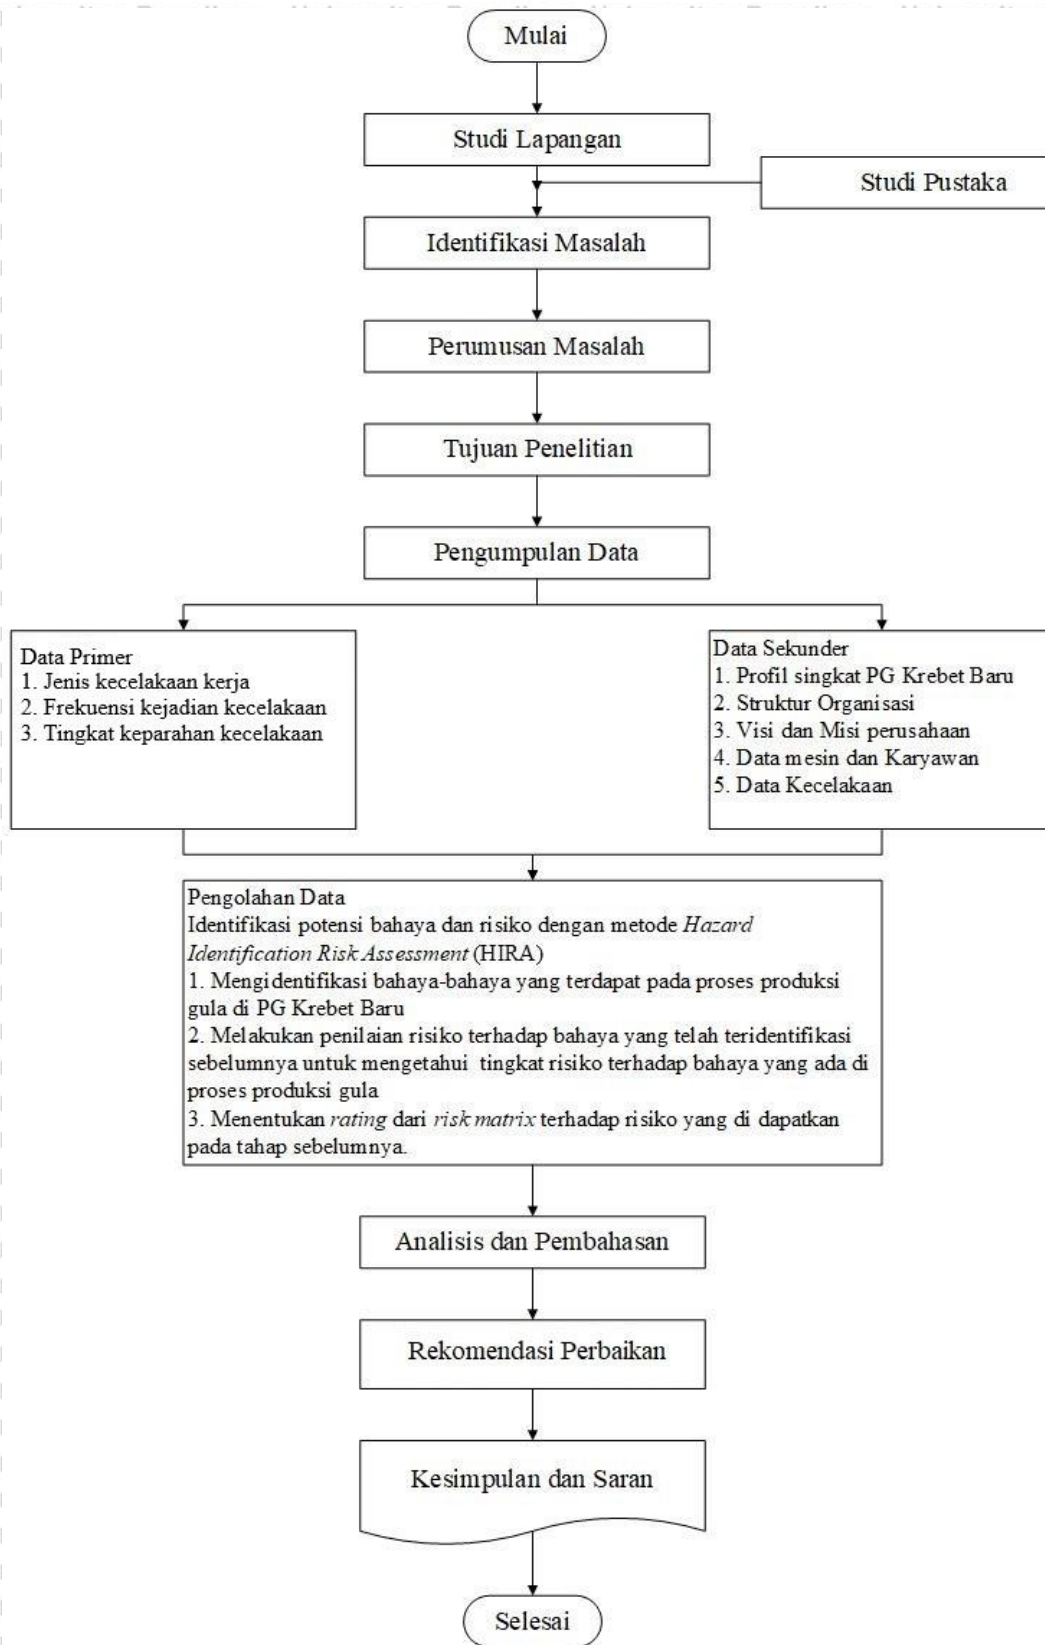 Mulai
Studi Lapangan
Studi Pustaka
Identifikasi Masalah
Perumusan Masalah
Tujuan Penelitian
Pengumpulan Data
Data Primer
1. Jenis kecelakaan kerja
2. Frekuensi kejadian kecelakaan
3. Tingkat keparahan kecelakaan
Data Sekunder
1. Profil singkat PG Krebet Baru
2. Struktur Organisasi
3. Visi dan Misi perusahaan
4. Data mesin dan Karyawan
5. Data Kecelakaan
Pengolahan Data
Identifikasi potensi bahaya dan risiko dengan metode Hazard
Identification Risk Assessment (HIRA)
1. Mengidentifikasi bahaya-bahaya yang terdapat pada proses produksi
gula di PG Krebet Baru
2. Melakukan penilaian risiko terhadap bahaya yang telah teridentifikasi
sebelumnya untuk mengetahui tingkat risiko terhadap bahaya yang ada di
proses produksi gula
3. Menentukan rating dari risk matrix terhadap risiko yang di dapatkan
pada tahap sebelumnya.
Analisis dan Pembahasan
Rekomendasi Perbaikan
Kesimpulan dan Saran
Selesai